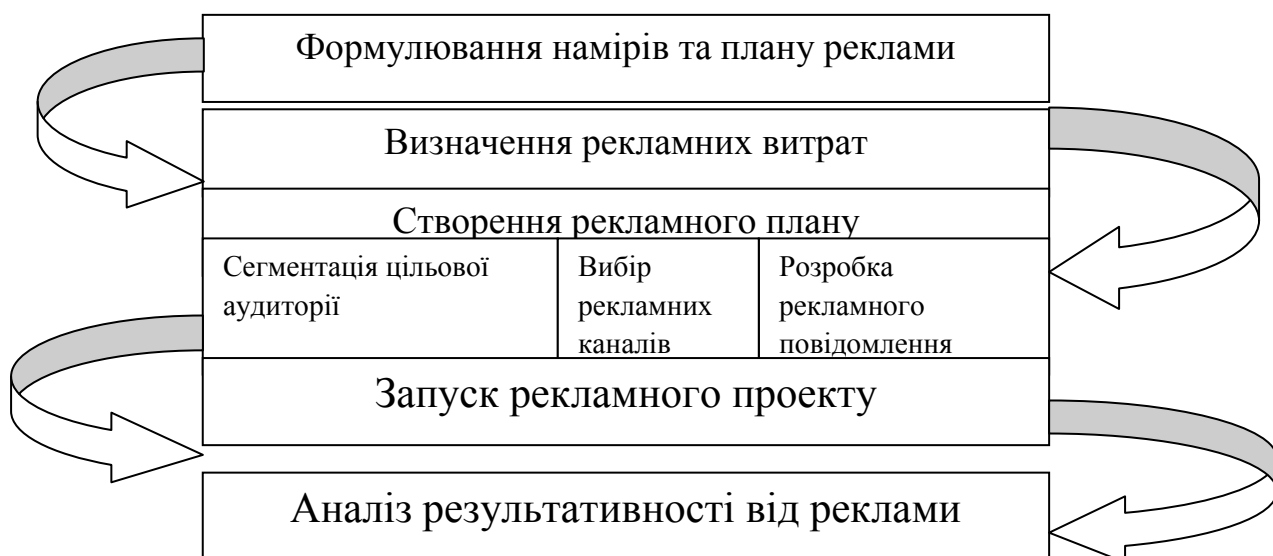 Формулювання намірів та плану реклами
Визначення рекламних витрат
Створення рекламного плану
Сегментація цільової
аудиторії
Вибір
рекламних
каналів
Розробка
рекламного
повідомлення
Запуск рекламного проекту
Аналіз результативності від реклами